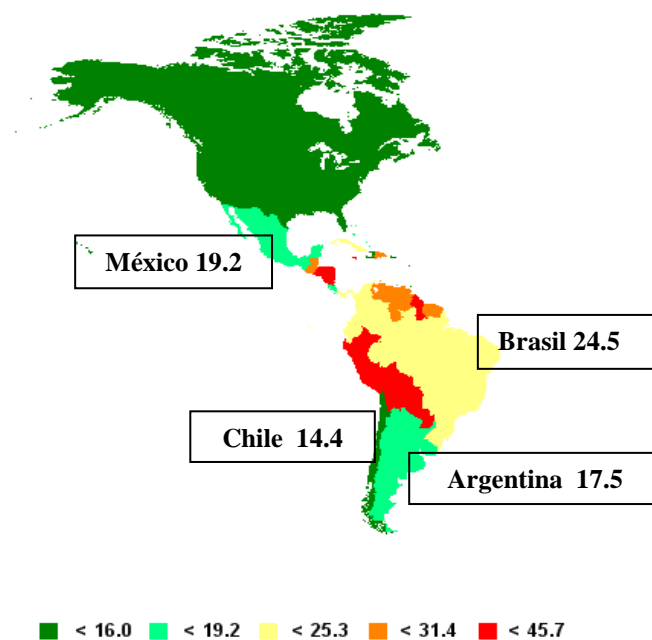 México 19.2
Brasil 24.5
Chile 14.4
Argentina 17.5
< 16.0 < 19.2 < 25.3 < 31.4 < 45.7